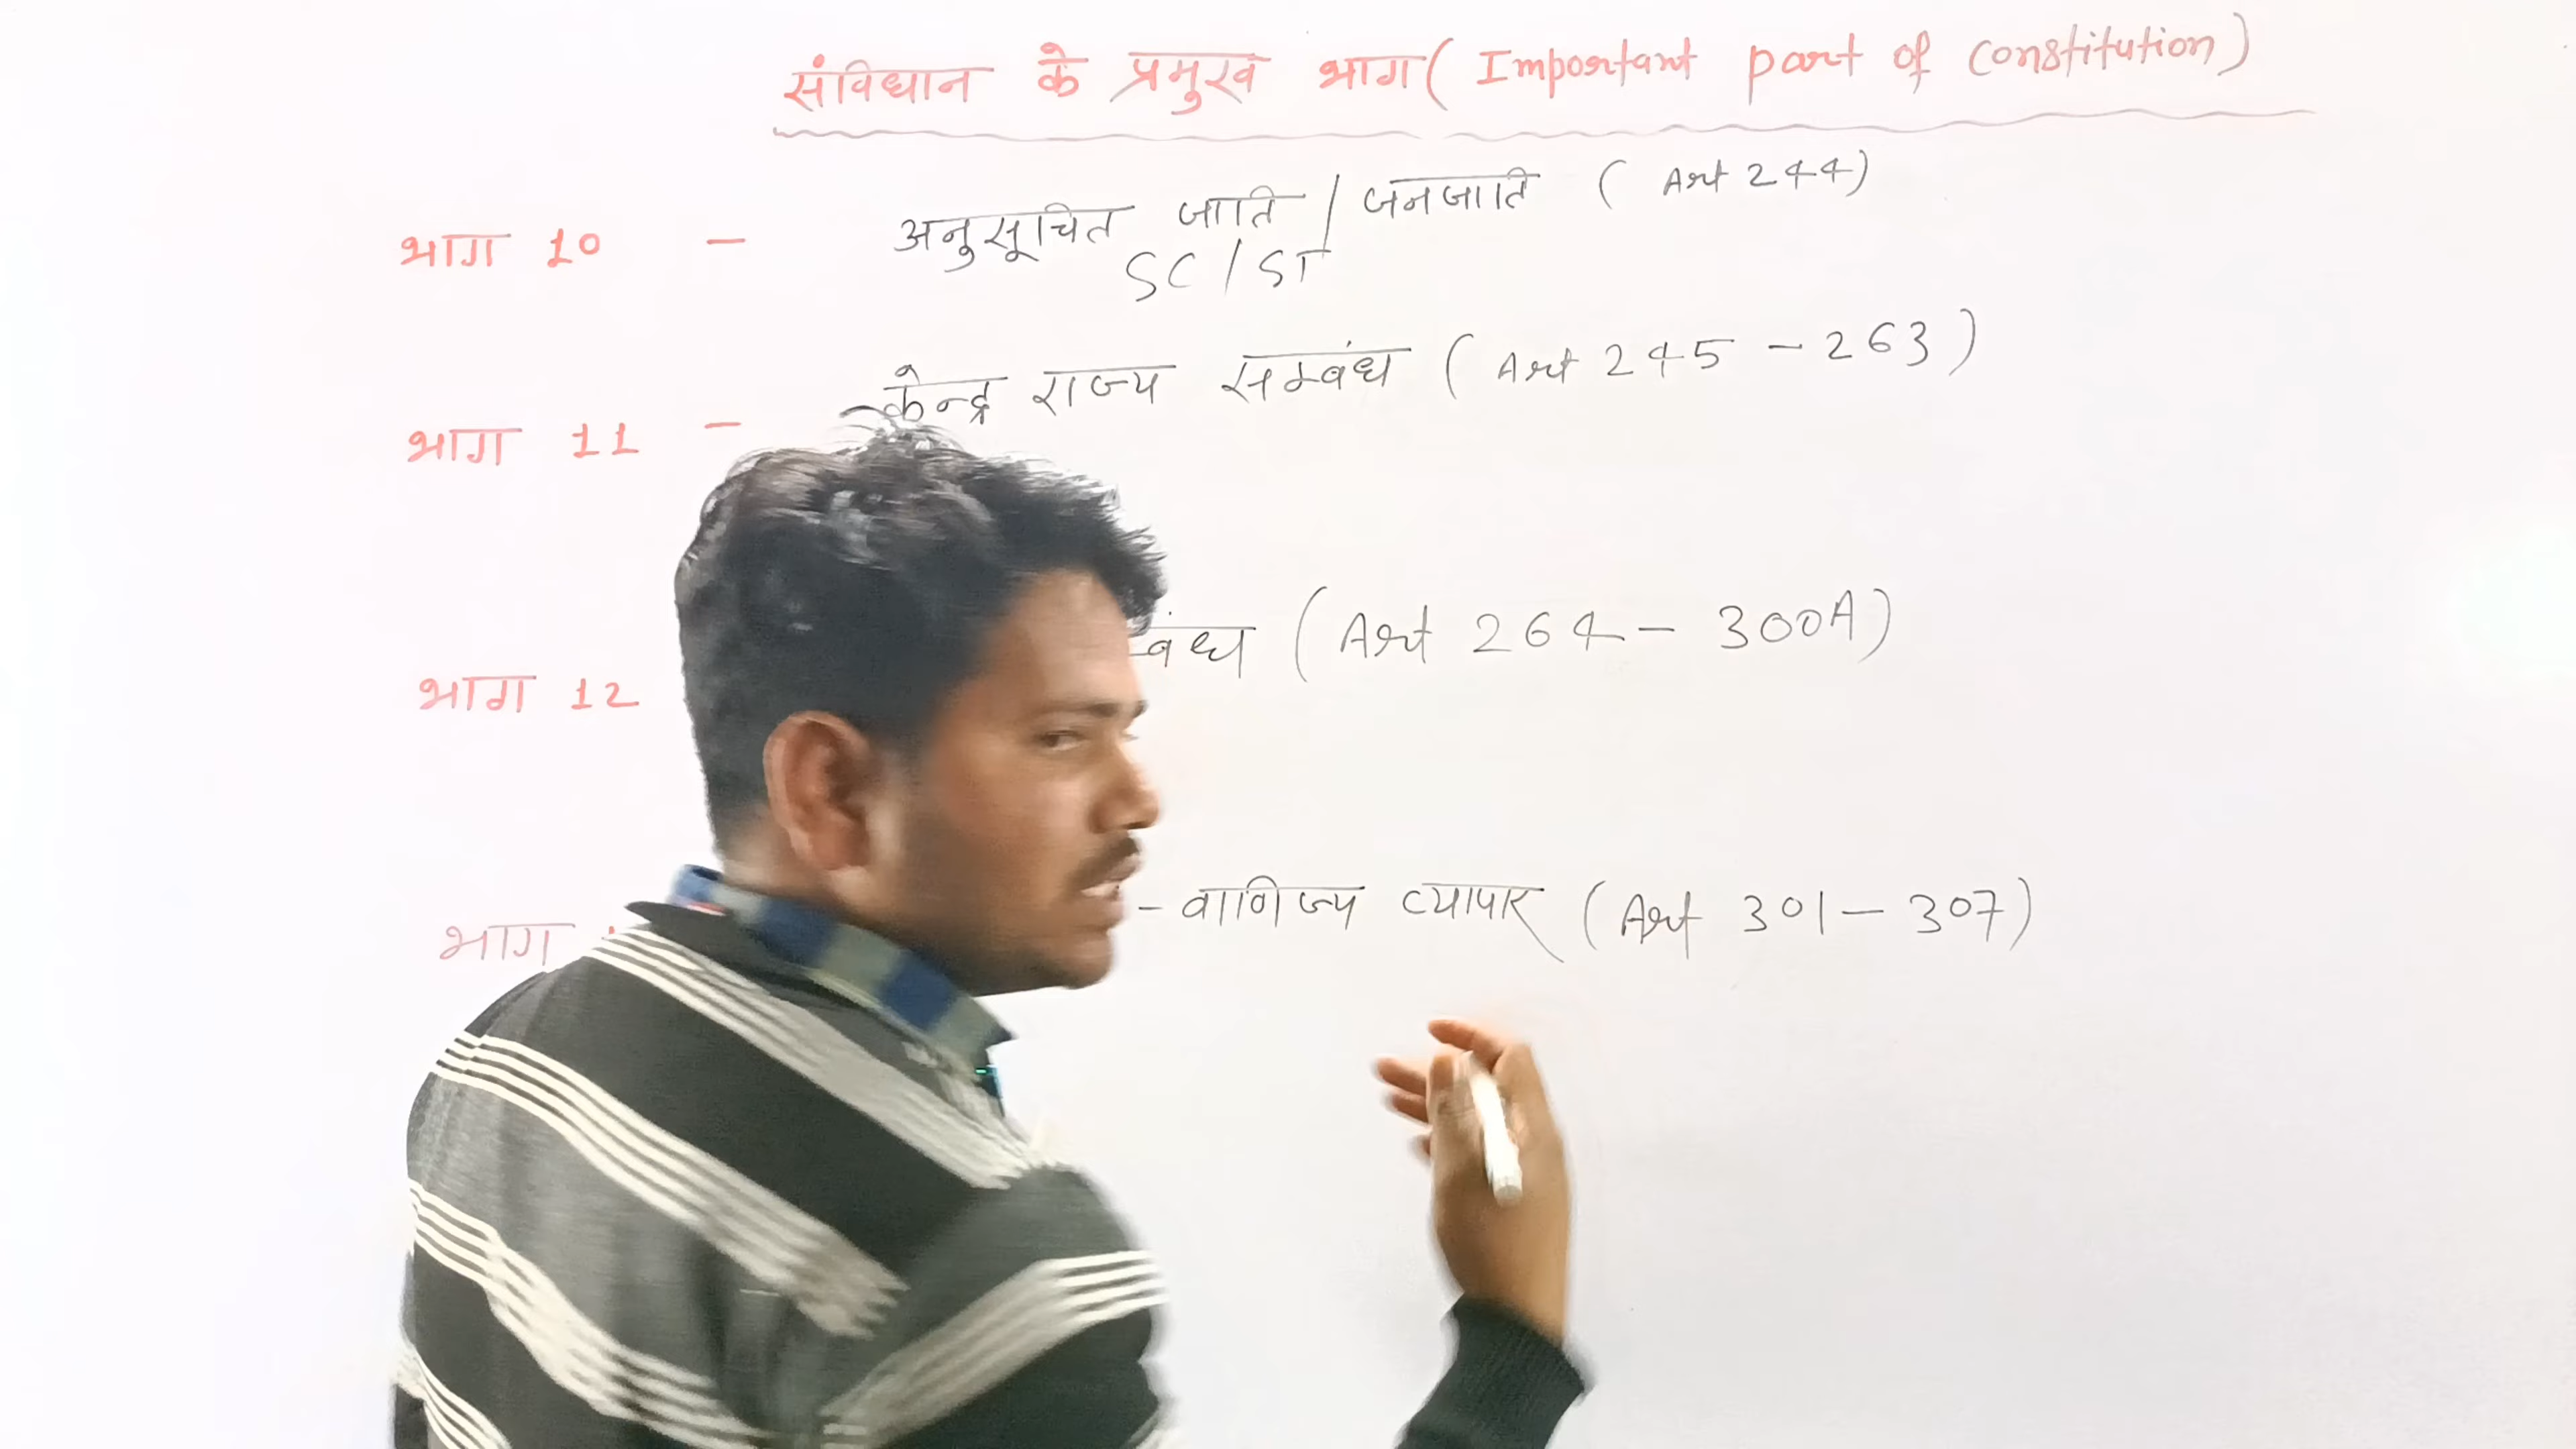 संविधान के प्रमुख भाग ( Important part of constitution )
भाग 10 - अनुसूचित जाति / जनजाति ( Art 244 )
SC / ST
भाग 11 - केन्द्र राज्य सम्बंध ( Art 245 - 263 )
भाग 12 ( Art 264 - 300A )
भाग - वाणिज्य व्यापार ( Art 301 - 307 )